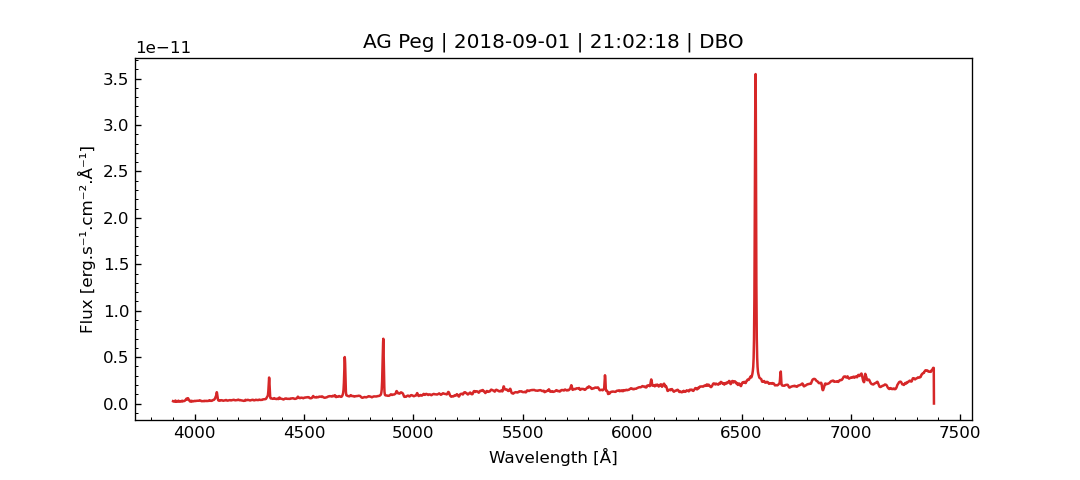 AG Peg | 2018-09-01 | 21:02:18 | DBO
1e−11
3.5
3.0
2.5
2.0
1.5
1.0
0.5
0.0
Flux [erg.s⁻¹.cm⁻².Å⁻¹]
4000 4500 5000 5500 6000 6500 7000 7500
Wavelength [Å]